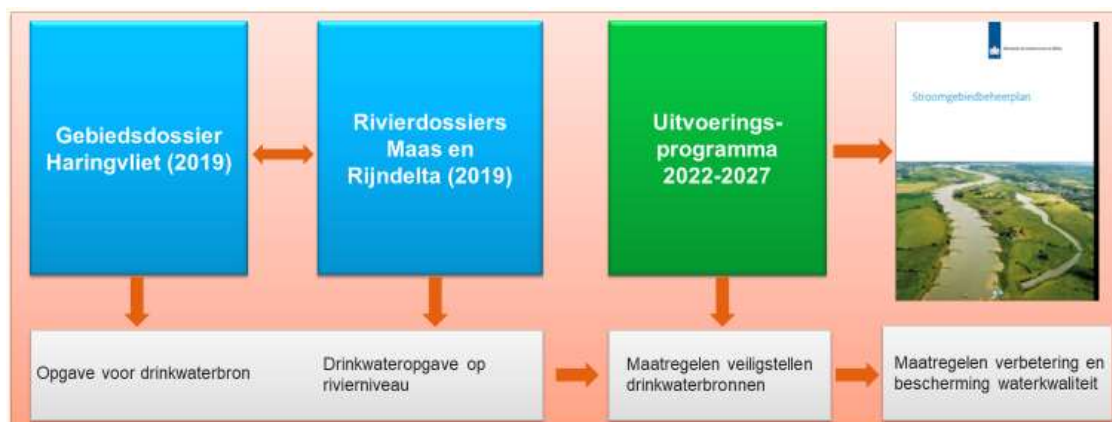 Gebiedsdossier
Haringvliet (2019)
Rivierdossiers
Maas en
Rijndelta (2019)
Uitvoerings-
programma
2022-2027
Stroomgebiedbeheerplan
Opgave voor drinkwaterbron
Drinkwateropgave op
rivierniveau
Maatregelen veiligstellen
drinkwaterbronnen
Maatregelen verbetering en
bescherming waterkwaliteit